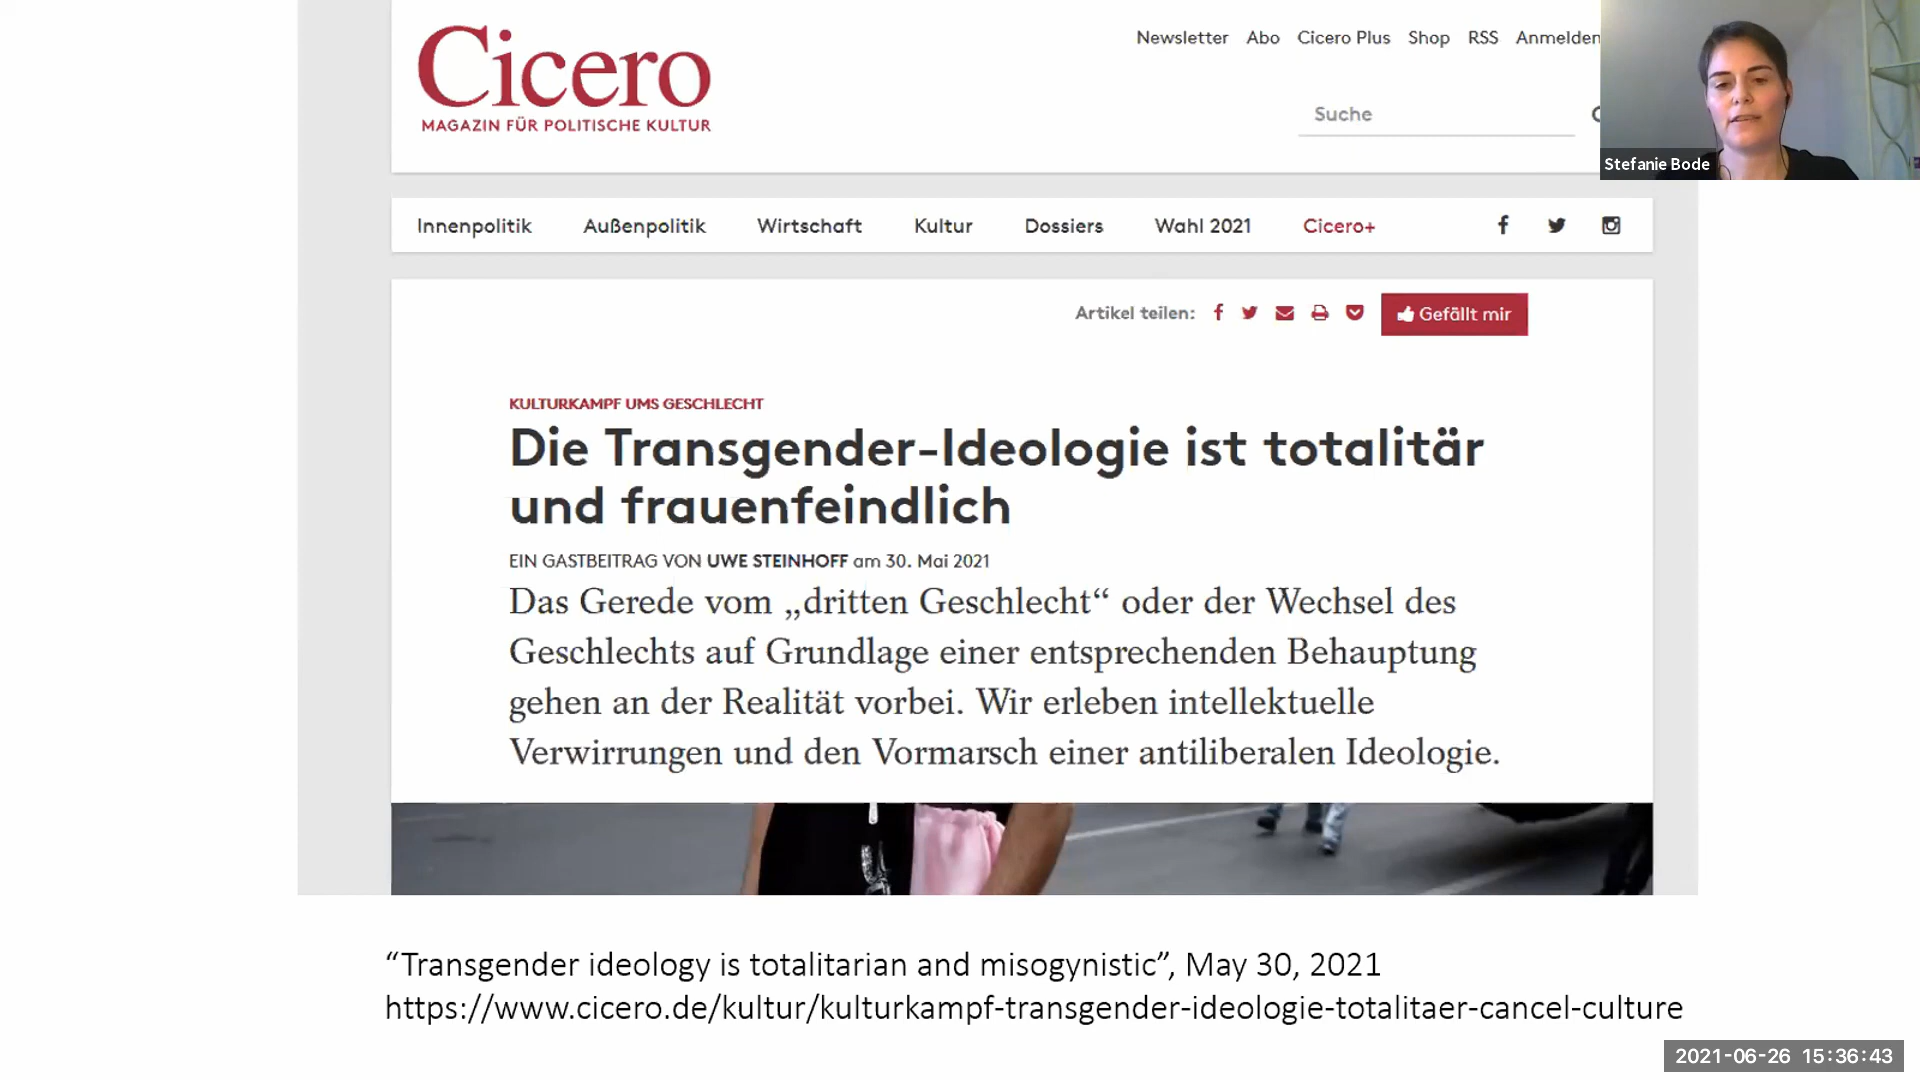 Cicero
MAGAZIN FÜR POLITISCHE KULTUR
Newsletter Abo Cicero Plus Shop RSS Anmelden
Suche
Stefanie Bode
Innenpolitik Außenpolitik Wirtschaft Kultur Dossiers Wahl 2021 Cicero+
Artikel teilen: Gefällt mir
KULTURKAMPF UMS GESCHLECHT
Die Transgender-Ideologie ist totalitär
und frauenfeindlich
EIN GASTBEITRAG VON UWE STEINHOFF am 30. Mai 2021
Das Gerede vom „dritten Geschlecht“ oder der Wechsel des
Geschlechts auf Grundlage einer entsprechenden Behauptung
gehen an der Realität vorbei. Wir erleben intellektuelle
Verwirrungen und den Vormarsch einer antiliberalen Ideologie.
“Transgender ideology is totalitarian and misogynistic”, May 30, 2021
https://www.cicero.de/kultur/kulturkampf-transgender-ideologie-totalitaer-cancel-culture
2021-06-26 15:36:43